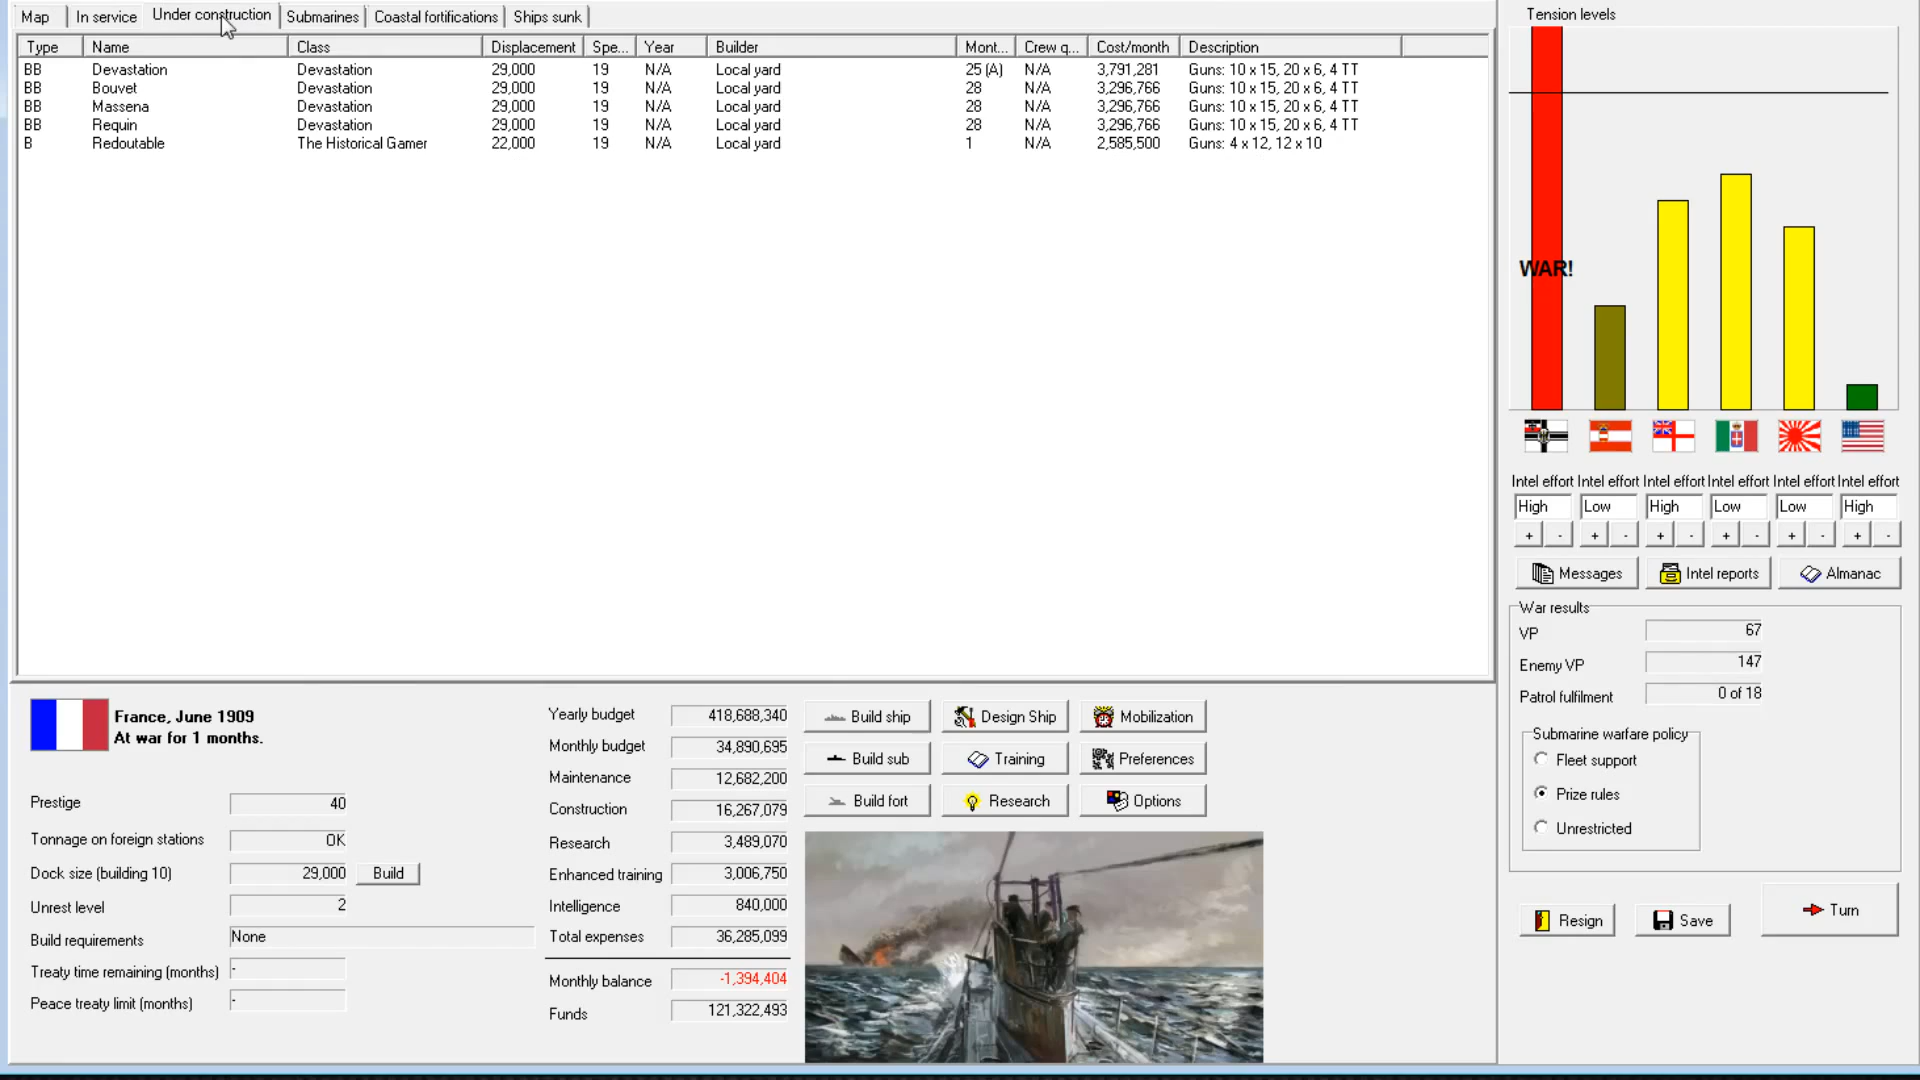 Map In service Under construction Submarines Coastal fortifications Ships sunk
Type Name Class Displacement Spe... Year Builder Mont... Crew q... Cost/month Description
BB Devastation Devastation 29,000 19 N/A Local yard 25 (A) N/A 3,791,281 Guns: 10 x 15, 20 x 6, 4 TT
BB Bouvet Devastation 29,000 19 N/A Local yard 28 N/A 3,296,766 Guns: 10 x 15, 20 x 6, 4 TT
BB Massena Devastation 29,000 19 N/A Local yard 28 N/A 3,296,766 Guns: 10 x 15, 20 x 6, 4 TT
BB Requin Devastation 29,000 19 N/A Local yard 28 N/A 3,296,766 Guns: 10 x 15, 20 x 6, 4 TT
B Redoutable The Historical Gamer 22,000 19 N/A Local yard 1 N/A 2,585,500 Guns: 4 x 12, 12 x 10
Tension levels
WAR!
Intel effort Intel effort Intel effort Intel effort Intel effort Intel effort
High Low High Low Low High
+ - + - + - + - + - + -
Messages Intel reports Almanac
War results
VP 67
Enemy VP 147
Patrol fulfilment 0 of 18
Submarine warfare policy
Fleet support
Prize rules
Unrestricted
Resign Save Turn
France, June 1909
At war for 1 months.
Prestige 40
Tonnage on foreign stations OK
Dock size (building 10) 29,000 Build
Unrest level 2
Build requirements None
Treaty time remaining (months) -
Peace treaty limit (months) -
Yearly budget 418,688,340
Monthly budget 34,890,695
Maintenance 12,682,200
Construction 16,267,079
Research 3,489,070
Enhanced training 3,006,750
Intelligence 840,000
Total expenses 36,285,099
Monthly balance -1,394,404
Funds 121,322,493
Build ship Design Ship Mobilization
Build sub Training Preferences
Build fort Research Options